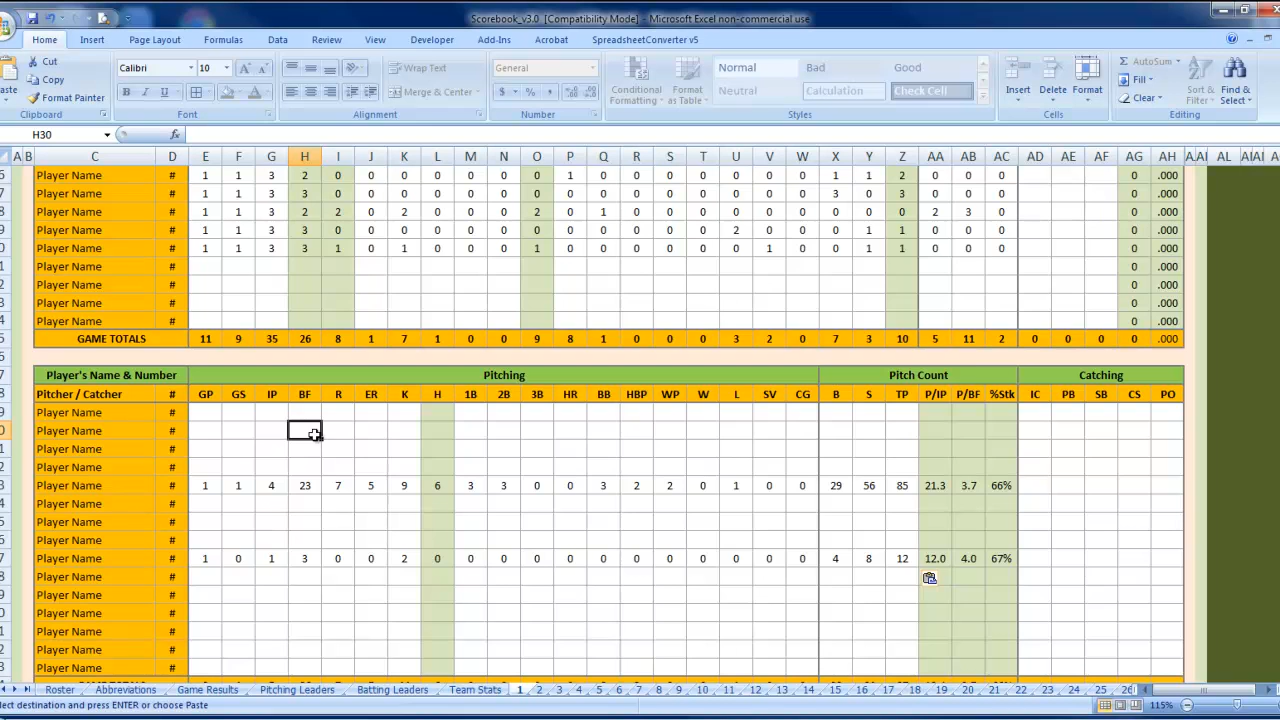 Scorebook_v3.0 [Compatibility Mode] - Microsoft Excel non-commercial use
Home Insert Page Layout Formulas Data Review View Developer Add-Ins Acrobat SpreadsheetConverter v5
Cut Calibri 10 A A Wrap Text General Normal Bad Good AutoSum
Copy Fill
Format Painter B I U Merge & Center $ % , Conditional Formatting Format as Table Neutral Calculation Check Cell Insert Delete Format Clear Sort & Filter Find & Select
Clipboard Font Alignment Number Styles Cells Editing
H30 fx
A B C D E F G H I J K L M N O P Q R S T U V W X Y Z AA AB AC AD AE AF AG AH AL
Player Name # 1 1 3 2 0 0 0 0 0 0 0 1 0 0 0 0 0 0 0 1 1 2 0 0 0 0 .000
Player Name # 1 1 3 3 0 0 0 0 0 0 0 0 0 0 0 0 0 0 0 3 0 3 0 0 0 0 .000
Player Name # 1 1 3 2 2 0 2 0 0 0 2 0 1 0 0 0 0 0 0 0 0 0 2 3 0 0 .000
Player Name # 1 1 3 3 0 0 0 0 0 0 0 0 0 0 0 0 2 0 0 0 1 1 0 0 0 0 .000
Player Name # 1 1 3 3 1 0 1 0 0 0 1 0 0 0 0 0 0 1 0 0 1 1 0 0 0 0 .000
Player Name # 0 .000
Player Name # 0 .000
Player Name # 0 .000
Player Name # 0 .000
GAME TOTALS 11 9 35 26 8 1 7 1 0 0 9 8 1 0 0 0 3 2 0 7 3 10 5 11 2 0 0 0 0 .000
Player's Name & Number Pitching Pitch Count Catching
Pitcher / Catcher # GP GS IP BF R ER K H 1B 2B 3B HR BB HBP WP W L SV CG B S TP P/IP P/BF %Stk IC PB SB CS PO
Player Name #
Player Name #
Player Name #
Player Name #
Player Name # 1 1 4 23 7 5 9 6 3 3 0 0 3 2 2 0 1 0 0 29 56 85 21.3 3.7 66%
Player Name #
Player Name #
Player Name #
Player Name # 1 0 1 3 0 0 2 0 0 0 0 0 0 0 0 0 0 0 0 4 8 12 12.0 4.0 67%
Player Name #
Player Name #
Player Name #
Player Name #
Player Name #
Player Name #
Roster Abbreviations Game Results Pitching Leaders Batting Leaders Team Stats 1 2 3 4 5 6 7 8 9 10 11 12 13 14 15 16 17 18 19 20 21 22 23 24 25 26
lect destination and press ENTER or choose Paste 115%